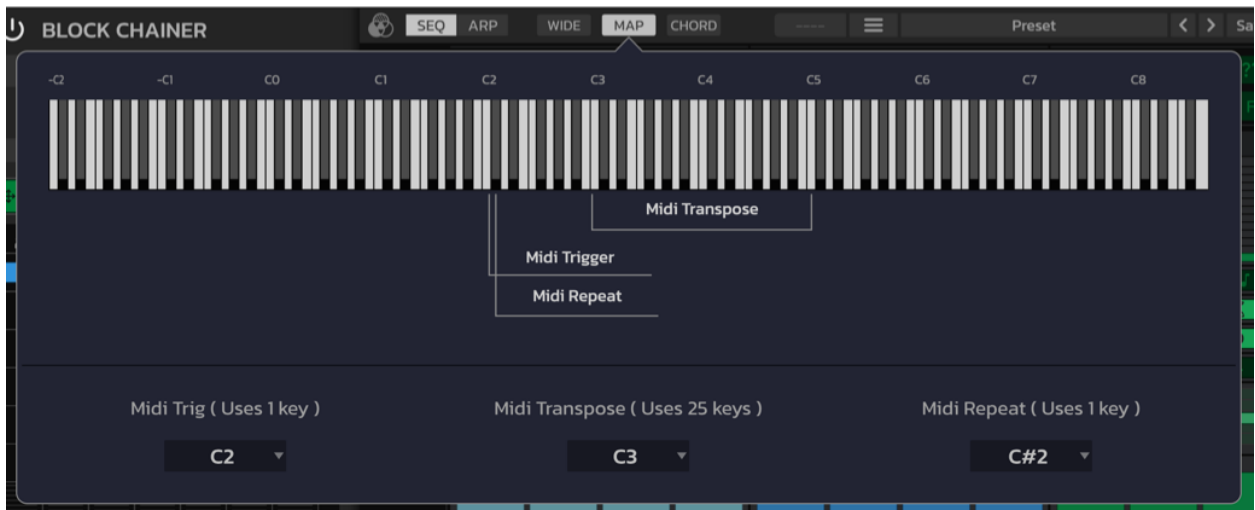 BLOCK CHAINER
SEQ ARP WIDE MAP CHORD ---- Preset < > Sa
-C2 -C1 C0 C1 C2 C3 C4 C5 C6 C7 C8
Midi Transpose
Midi Trigger
Midi Repeat
Midi Trig ( Uses 1 key ) Midi Transpose ( Uses 25 keys ) Midi Repeat ( Uses 1 key )
C2 C3 C#2